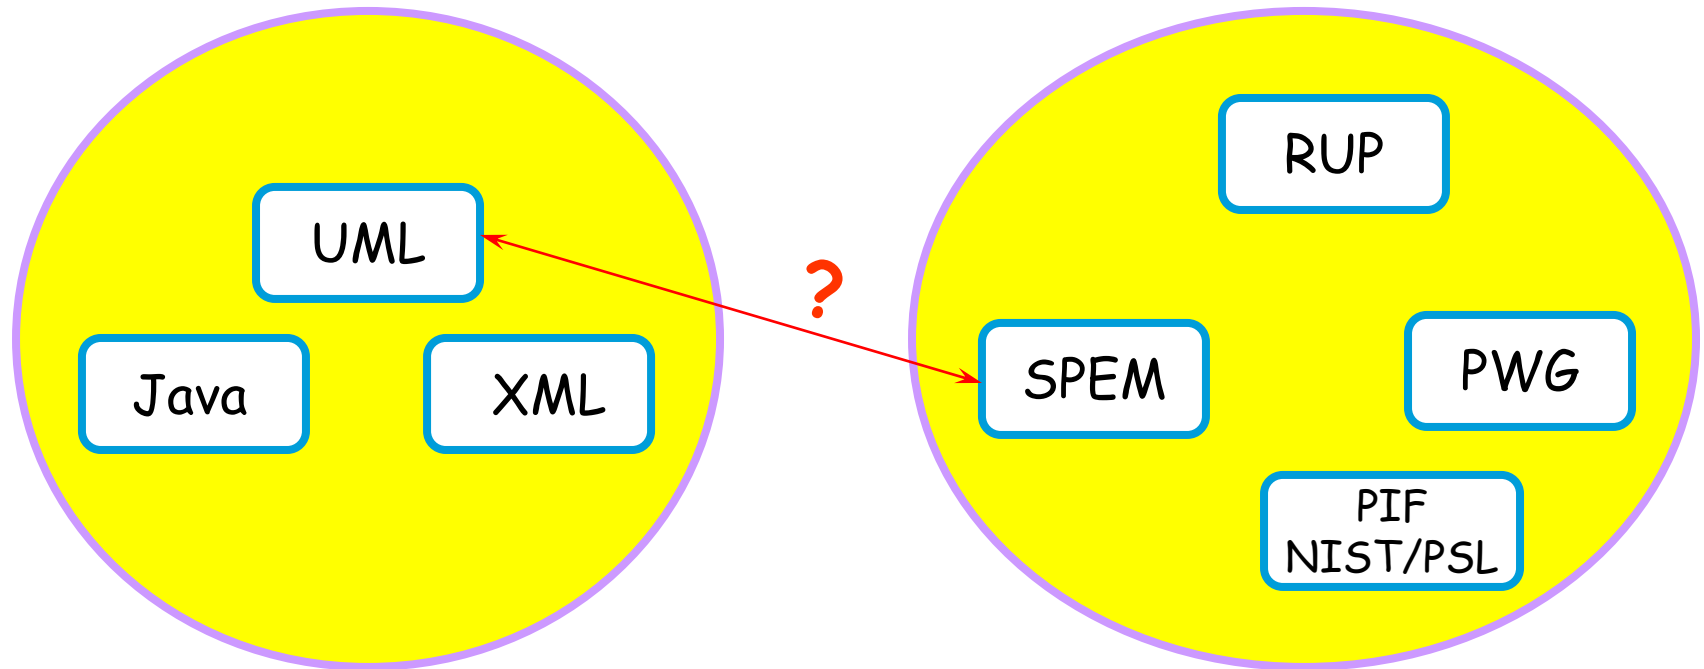 UML
Java
XML
?
RUP
SPEM
PWG
PIF
NIST/PSL